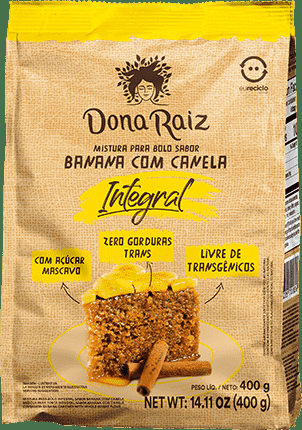 eureciclo
Dona Raiz
MISTURA PARA BOLO SABOR
BANANA COM CANELA
Integral
ZERO GORDURAS
TRANS
COM AÇÚCAR
MASCAVO
LIVRE DE
TRANSGÊNICOS
PESO LÍQ./ NETO: 400 g
NET WT: 14.11 OZ (400 g)